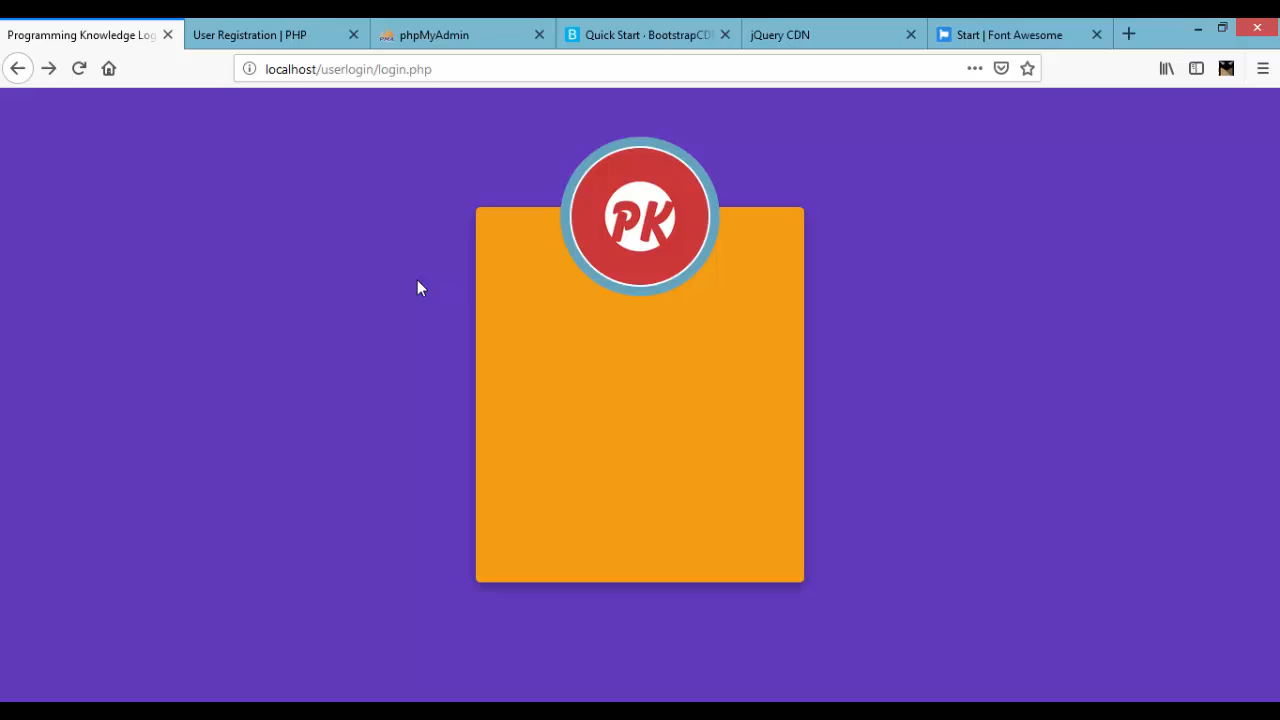 Programming Knowledge Log
User Registration | PHP
phpMyAdmin
Quick Start · BootstrapCD
jQuery CDN
Start | Font Awesome
localhost/userlogin/login.php
PK